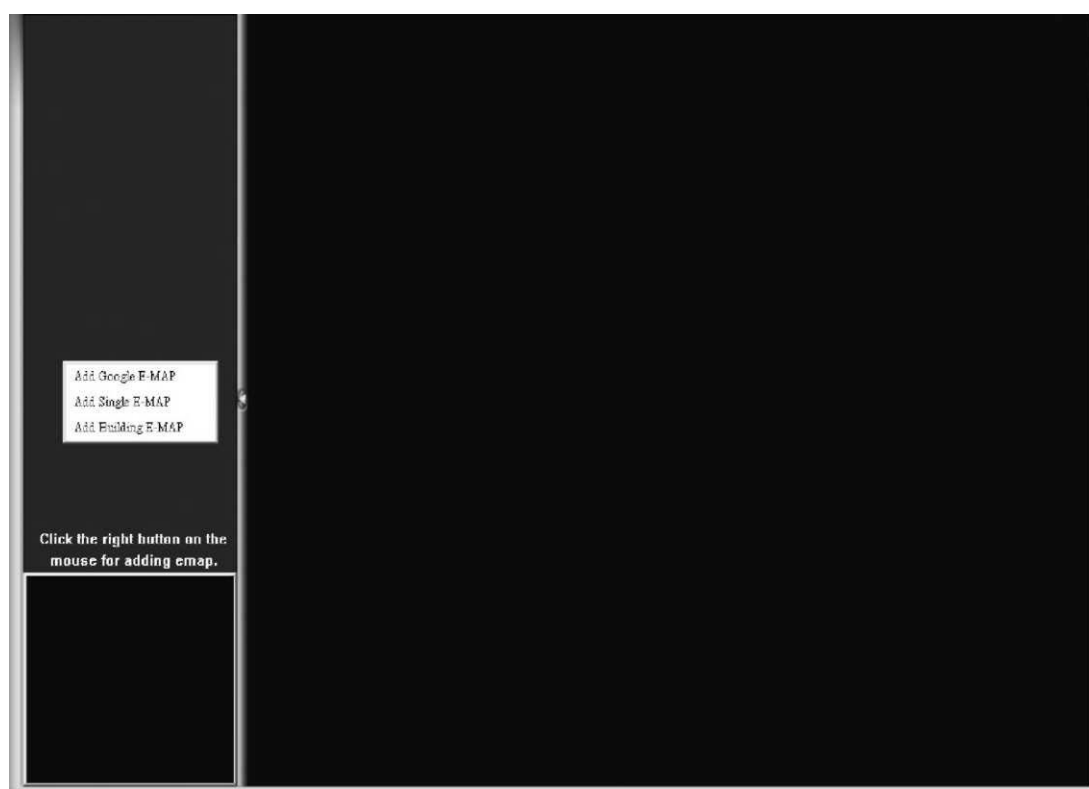 Add Google E-MAP
Add Single E-MAP
Add Building E-MAP
Click the right button on the
mouse for adding emap.